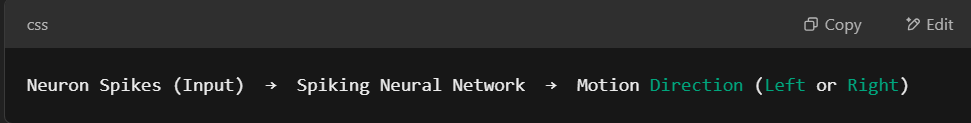 css Copy Edit
Neuron Spikes (Input) → Spiking Neural Network → Motion Direction (Left or Right)